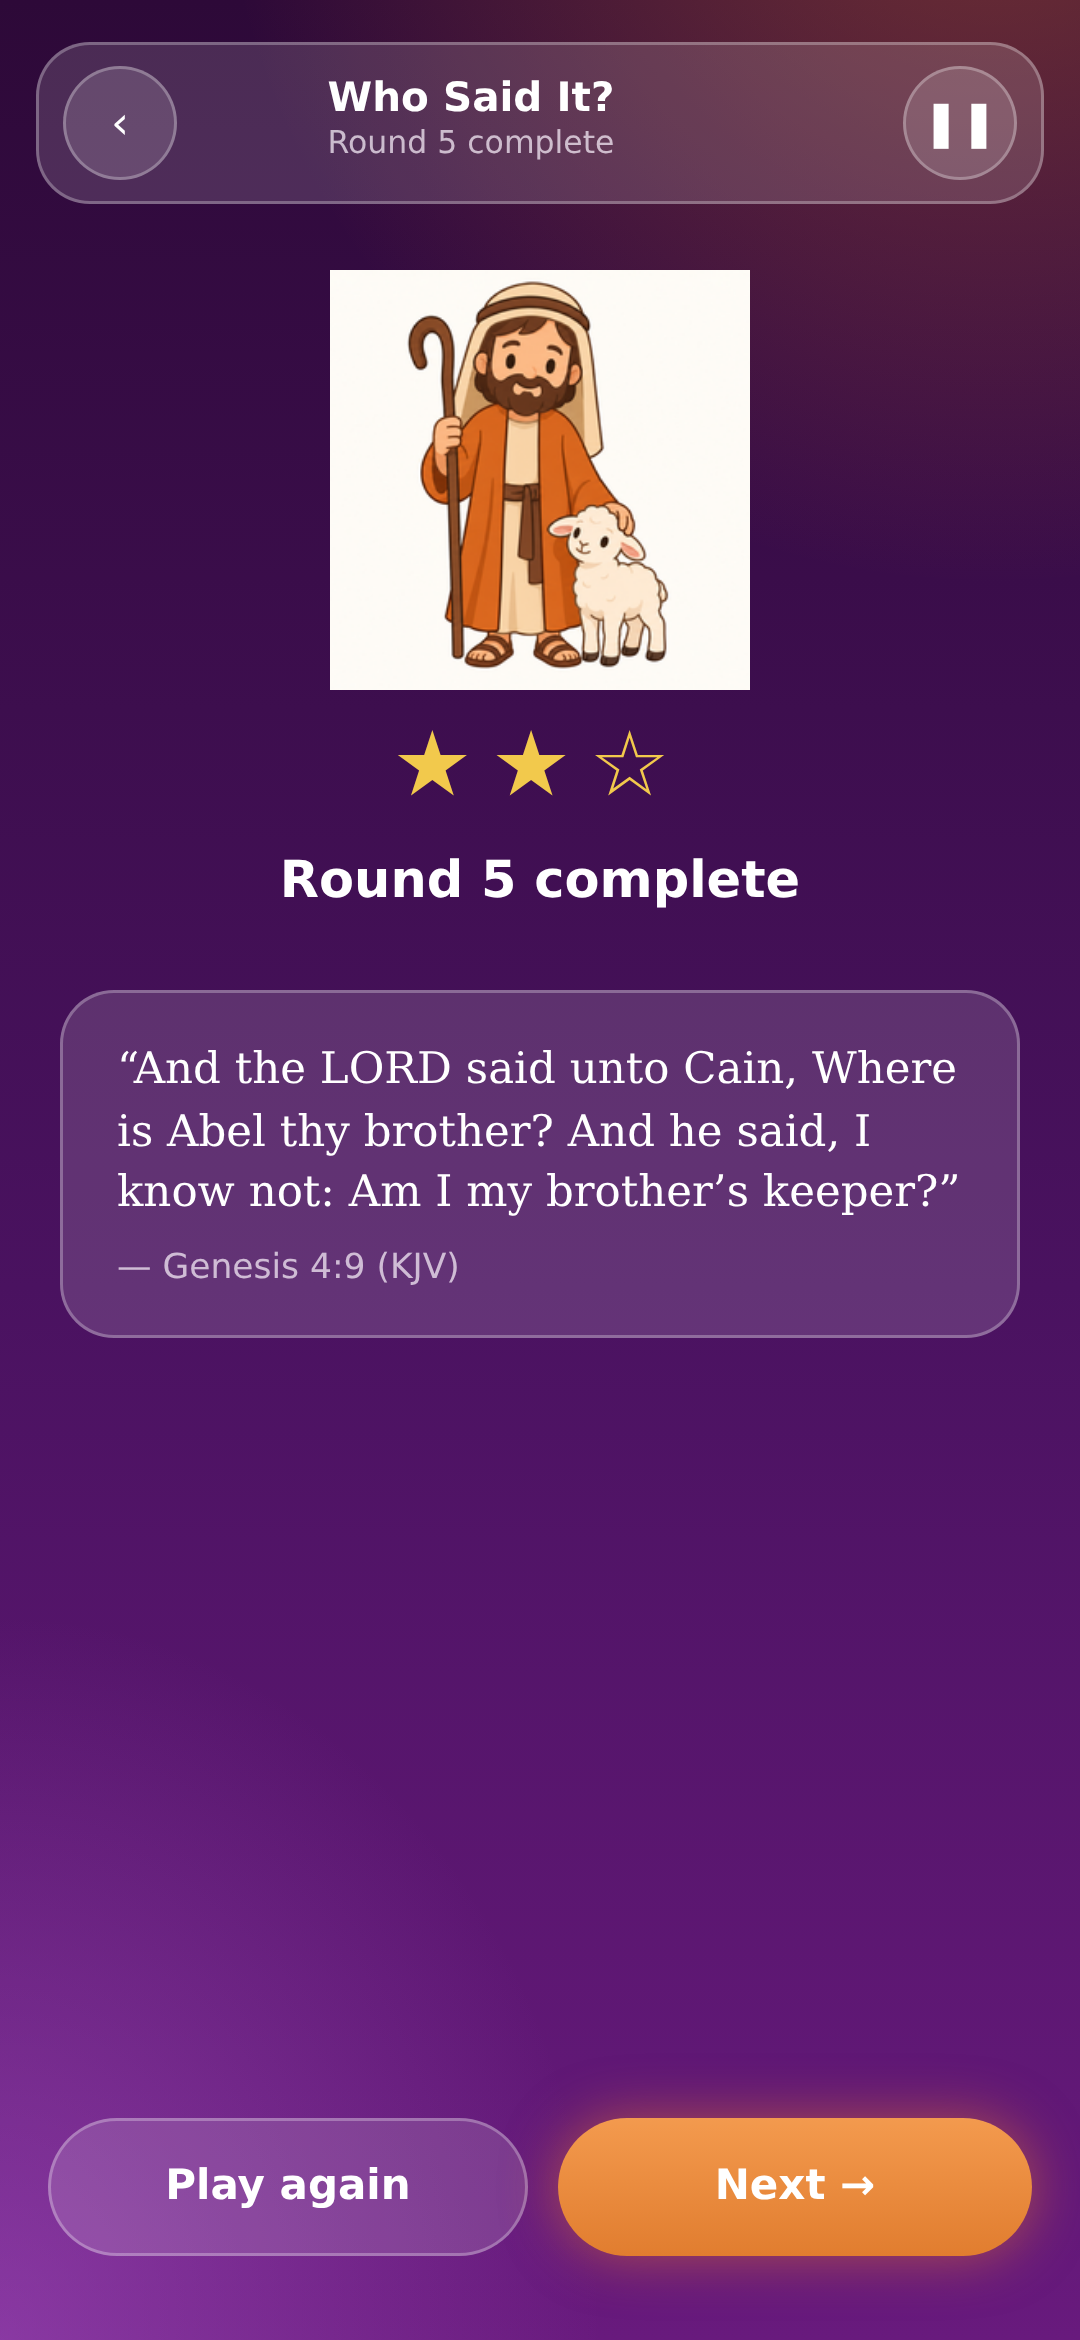 ‹
Who Said It?
Round 5 complete
★ ★ ☆
Round 5 complete
“And the LORD said unto Cain, Where
is Abel thy brother? And he said, I
know not: Am I my brother’s keeper?”
— Genesis 4:9 (KJV)
Play again
Next →